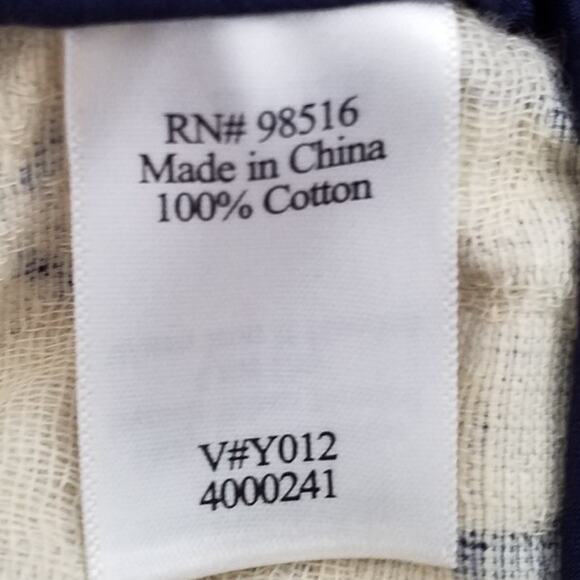 RN# 98516
Made in China
100% Cotton
V#Y012
4000241